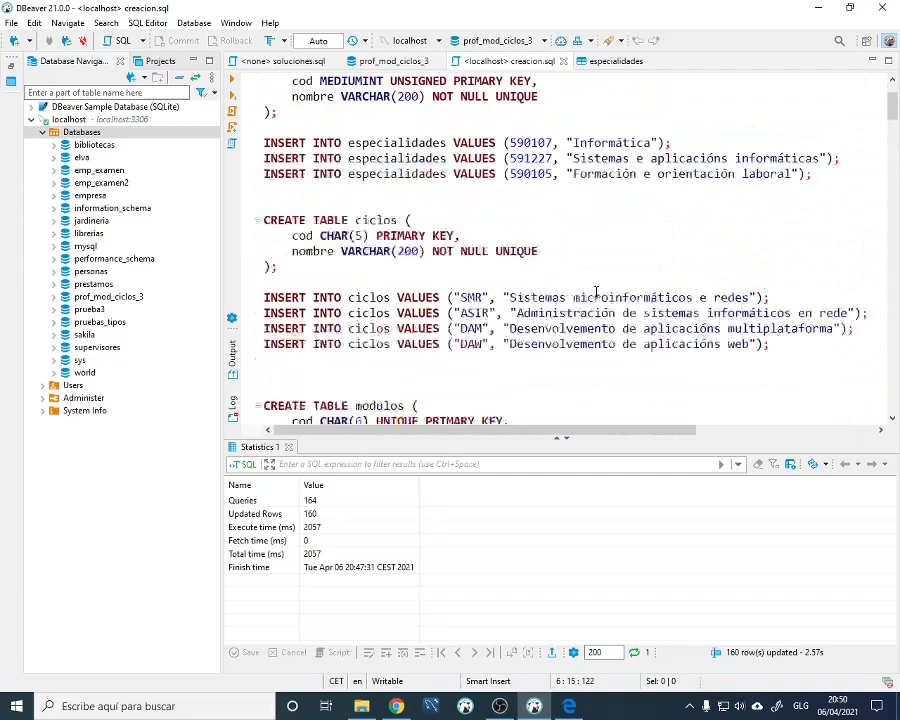 DBeaver 21.0.0 - <localhost> creacion.sql
File Edit Navigate Search SQL Editor Database Window Help
SQL Commit Rollback T Auto localhost prof_mod_ciclos_3
Database Naviga... Projects
<none> soluciones.sql prof_mod_ciclos_3 <localhost> creacion.sql especialidades
Enter a part of table name here
DBeaver Sample Database (SQLite)
localhost - localhost:3306
Databases
bibliotecas
elva
emp_examen
emp_examen2
empresa
information_schema
jardineria
librerias
mysql
performance_schema
personas
prestamos
prof_mod_ciclos_3
prueba3
pruebas_tipos
sakila
supervisores
sys
world
Users
Administer
System Info
cod MEDIUMINT UNSIGNED PRIMARY KEY,
nombre VARCHAR(200) NOT NULL UNIQUE
);
INSERT INTO especialidades VALUES (590107, "Informática");
INSERT INTO especialidades VALUES (591227, "Sistemas e aplicacións informáticas");
INSERT INTO especialidades VALUES (590105, "Formación e orientación laboral");
CREATE TABLE ciclos (
cod CHAR(5) PRIMARY KEY,
nombre VARCHAR(200) NOT NULL UNIQUE
);
INSERT INTO ciclos VALUES ("SMR", "Sistemas microinformáticos e redes");
INSERT INTO ciclos VALUES ("ASIR", "Administración de sistemas informáticos en rede");
INSERT INTO ciclos VALUES ("DAM", "Desenvolvemento de aplicacións multiplataforma");
INSERT INTO ciclos VALUES ("DAW", "Desenvolvemento de aplicacións web");
CREATE TABLE modulos (
UNIQUE PRIMARY KEY,
Output
Log
Statistics 1
SQL Enter a SQL expression to filter results (use Ctrl+Space)
Name Value
Queries 164
Updated Rows 160
Execute time (ms) 2057
Fetch time (ms) 0
Total time (ms) 2057
Finish time Tue Apr 06 20:47:31 CEST 2021
Save Cancel Script 200 1 160 row(s) updated - 2.57s
CET en Writable Smart Insert 6 : 15 : 122 Sel: 0 | 0
Escribe aquí para buscar
GLG
20:50
06/04/2021